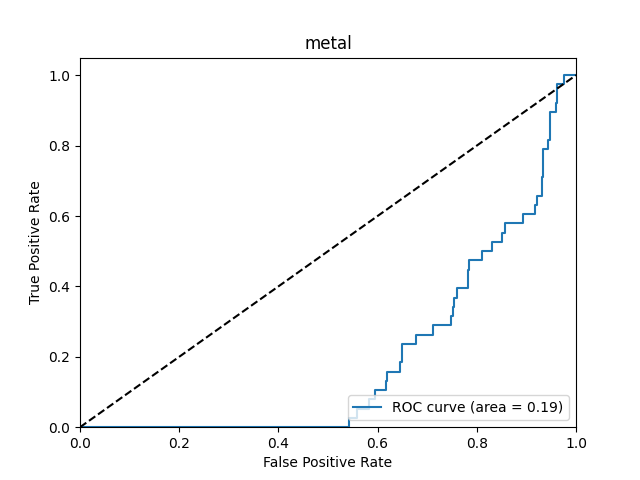 metal
True Positive Rate
1.0
0.8
0.6
0.4
0.2
0.0
ROC curve (area = 0.19)
0.0 0.2 0.4 0.6 0.8 1.0
False Positive Rate